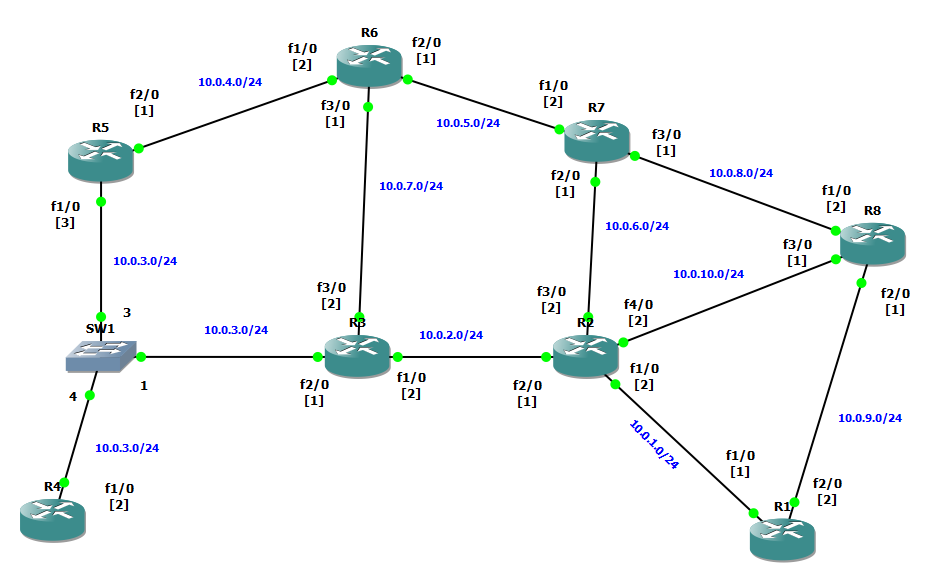 R6
f1/0
[2]
f2/0
[1]
10.0.4.0/24
f2/0
[1]
f3/0
[1]
R5
10.0.5.0/24
f1/0
[2]
R7
f3/0
[1]
f2/0
[1]
10.0.7.0/24
10.0.8.0/24
f1/0
[3]
f1/0
[2]
R8
10.0.6.0/24
f3/0
[1]
10.0.3.0/24
10.0.10.0/24
f3/0
[2]
f3/0
[2]
f4/0
[2]
f2/0
[1]
3
SW1
10.0.3.0/24
R3
10.0.2.0/24
R2
1
4
f2/0
[1]
f1/0
[2]
f2/0
[1]
f1/0
[2]
10.0.9.0/24
10.0.1.0/24
10.0.3.0/24
f1/0
[1]
R4
f1/0
[2]
f2/0
[2]
R1